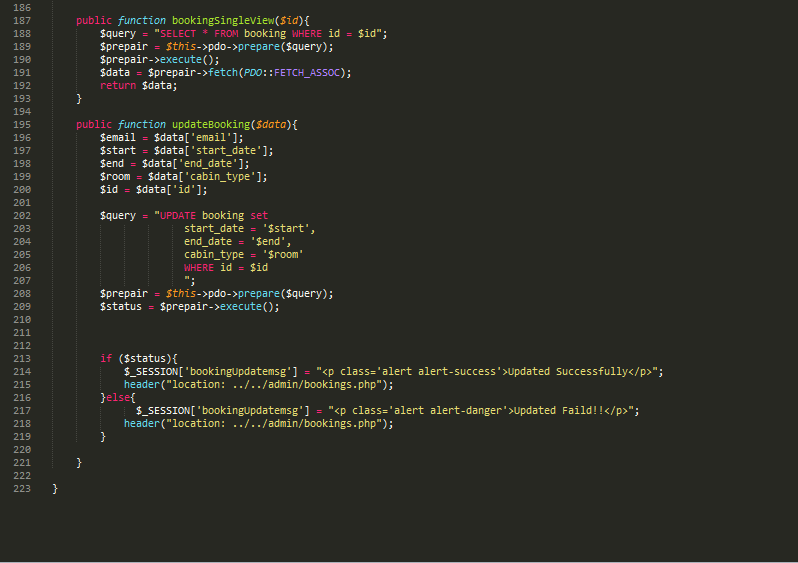 186
187 public function bookingSingleView($id){
188 $query = "SELECT * FROM booking WHERE id = $id";
189 $prepair = $this->pdo->prepare($query);
190 $prepair->execute();
191 $data = $prepair->fetch(PDO::FETCH_ASSOC);
192 return $data;
193 }
194
195 public function updateBooking($data){
196 $email = $data['email'];
197 $start = $data['start_date'];
198 $end = $data['end_date'];
199 $room = $data['cabin_type'];
200 $id = $data['id'];
201
202 $query = "UPDATE booking set
203 start_date = '$start',
204 end_date = '$end',
205 cabin_type = '$room'
206 WHERE id = $id
207 ";
208 $prepair = $this->pdo->prepare($query);
209 $status = $prepair->execute();
210
211
212
213 if ($status){
214 $_SESSION['bookingUpdatemsg'] = "<p class='alert alert-success'>Updated Successfully</p>";
215 header("location: ../../admin/bookings.php");
216 }else{
217 $_SESSION['bookingUpdatemsg'] = "<p class='alert alert-danger'>Updated Faild!!</p>";
218 header("location: ../../admin/bookings.php");
219 }
220
221 }
222
223 }